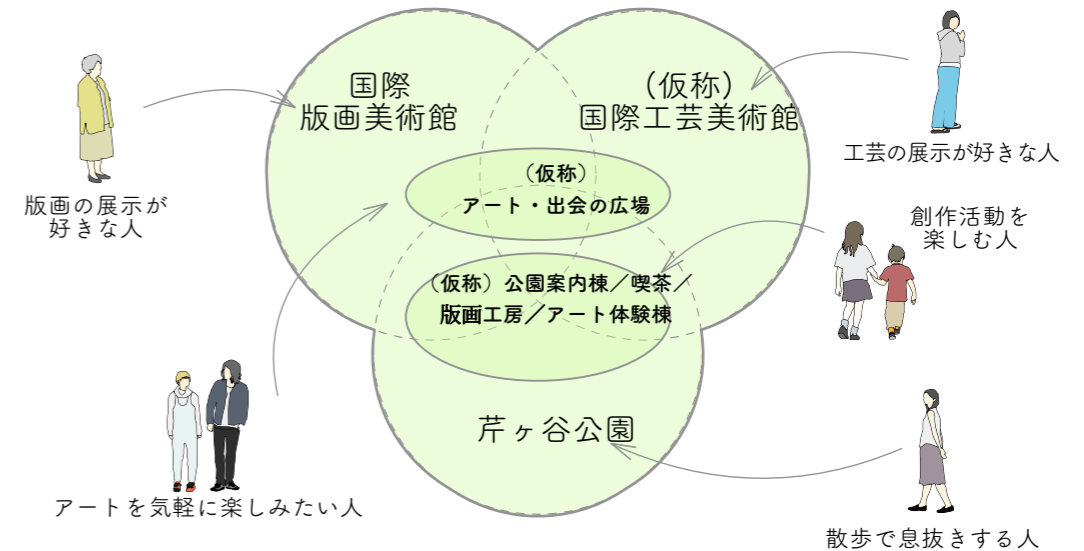 国際
版画美術館
（仮称）
国際工芸美術館
（仮称）
アート・出会の広場
（仮称）公園案内棟／喫茶／
版画工房／アート体験棟
芹ヶ谷公園
版画の展示が
好きな人
工芸の展示が好きな人
創作活動を
楽しむ人
アートを気軽に楽しみたい人
散歩で息抜きする人